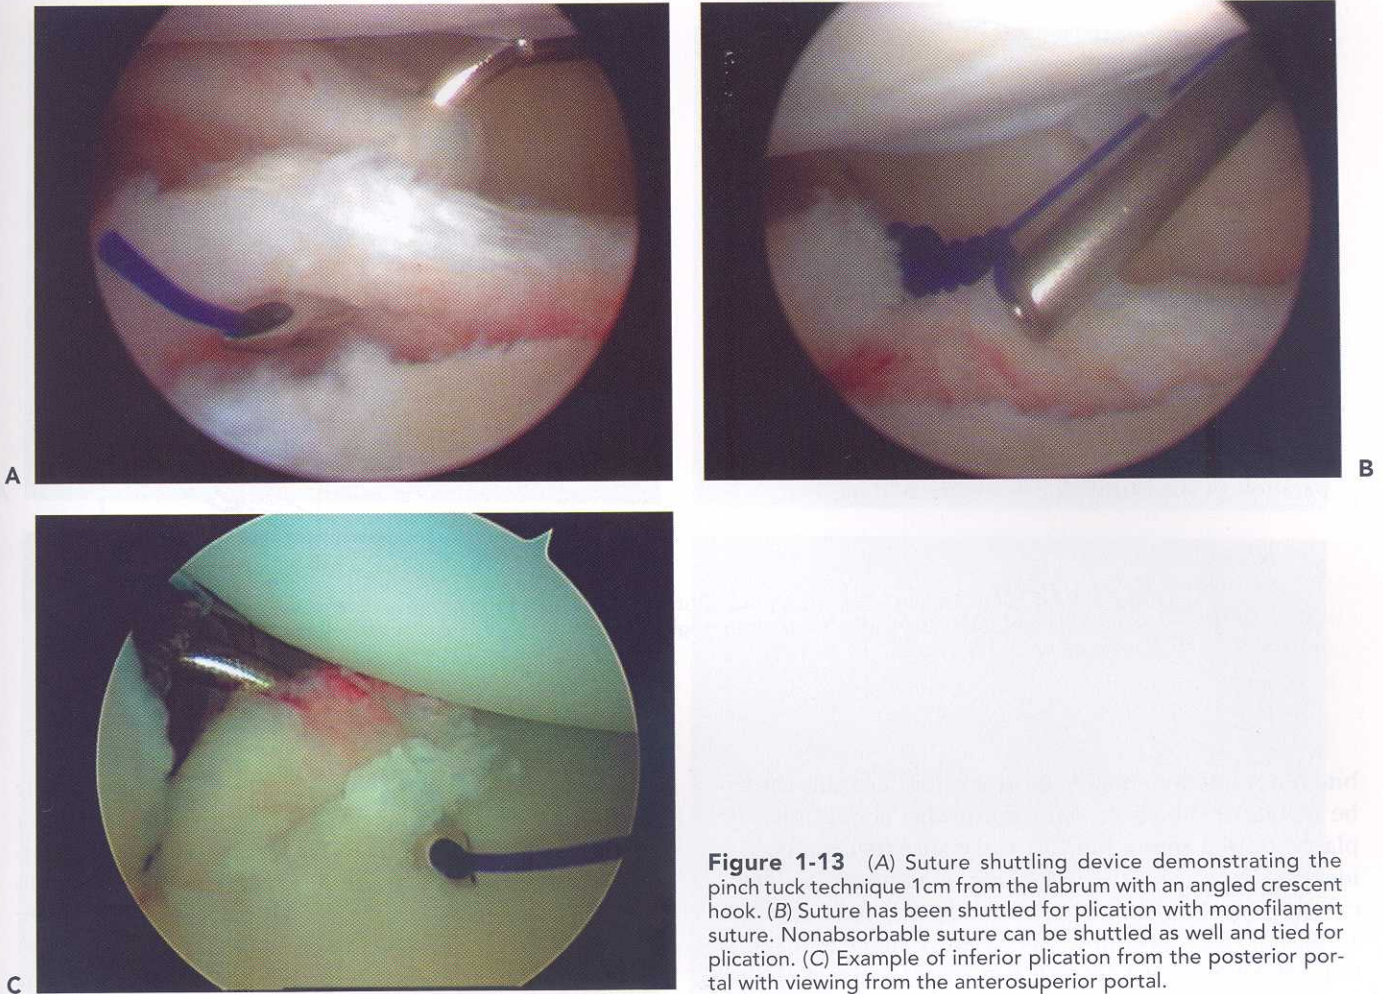 A
B
C
Figure 1-13 (A) Suture shuttling device demonstrating the
pinch tuck technique 1cm from the labrum with an angled crescent
hook. (B) Suture has been shuttled for plication with monofilament
suture. Nonabsorbable suture can be shuttled as well and tied for
plication. (C) Example of inferior plication from the posterior por-
tal with viewing from the anterosuperior portal.